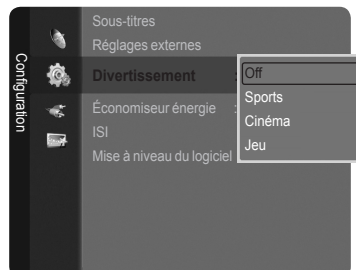 Configuration
Sous-titres
Réglages externes
Divertissement :
Off
Sports
Cinéma
Jeu
Économiseur énergie :
ISI
Mise à niveau du logiciel